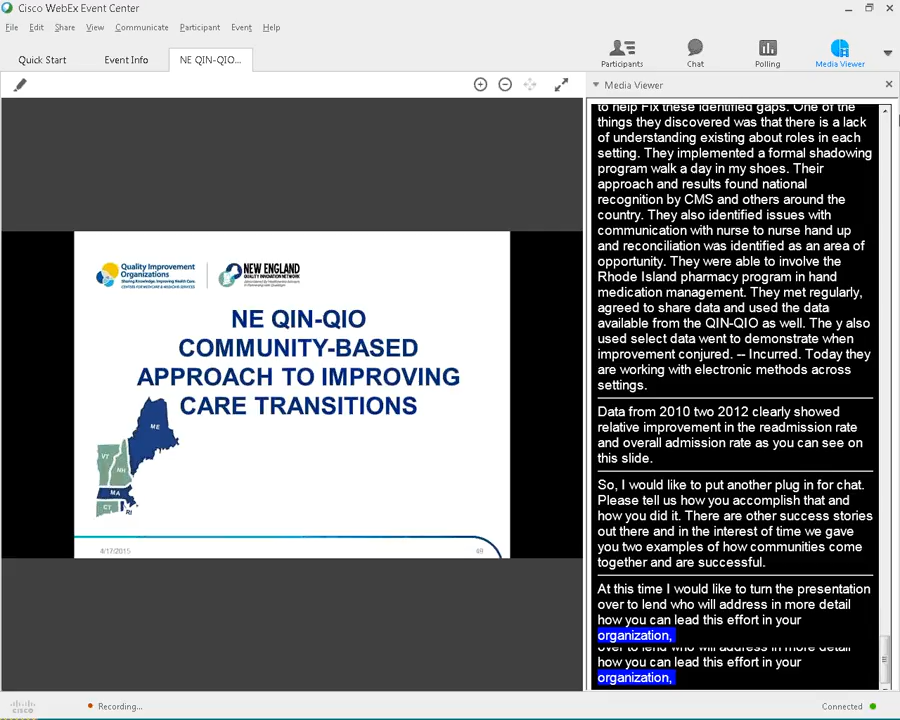 Cisco WebEx Event Center
File Edit Share View Communicate Participant Event Help
Quick Start Event Info NE QIN-QIO...
Participants Chat Polling Media Viewer
Media Viewer
Quality Improvement
Organizations
Sharing Knowledge. Improving Health Care.
CENTERS FOR MEDICARE & MEDICAID SERVICES
NEW ENGLAND
QUALITY INNOVATION NETWORK
NE QIN-QIO
COMMUNITY-BASED
APPROACH TO IMPROVING
CARE TRANSITIONS
ME
VT
NH
MA
CT
RI
4/17/2015 49
to help Fix these identified gaps. One of the
things they discovered was that there is a lack
of understanding existing about roles in each
setting. They implemented a formal shadowing
program walk a day in my shoes. Their
approach and results found national
recognition by CMS and others around the
country. They also identified issues with
communication with nurse to nurse hand up
and reconciliation was identified as an area of
opportunity. They were able to involve the
Rhode Island pharmacy program in hand
medication management. They met regularly,
agreed to share data and used the data
available from the QIN-QIO as well. The y also
used select data went to demonstrate when
improvement conjured. -- Incurred. Today they
are working with electronic methods across
settings.
Data from 2010 two 2012 clearly showed
relative improvement in the readmission rate
and overall admission rate as you can see on
this slide.
So, I would like to put another plug in for chat.
Please tell us how you accomplish that and
how you did it. There are other success stories
out there and in the interest of time we gave
you two examples of how communities come
together and are successful.
At this time I would like to turn the presentation
over to lend who will address in more detail
how you can lead this effort in your
organization,
over to lend who will address in more detail
how you can lead this effort in your
organization,
cisco
Recording...
Connected